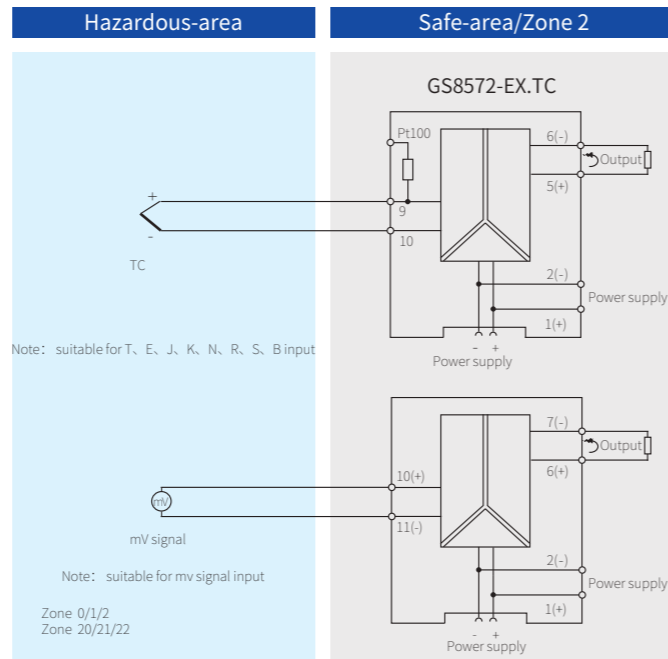 Hazardous-area
Safe-area/Zone 2
GS8572-EX.TC
Pt100
6(-)
Output
5(+)
+
9
-
10
TC
2(-)
Power supply
1(+)
- +
Power supply
Note: suitable for T、E、J、K、N、R、S、B input
7(-)
Output
6(+)
10(+)
mV
11(-)
mV signal
2(-)
Power supply
Note: suitable for mv signal input
1(+)
Zone 0/1/2
Zone 20/21/22
- +
Power supply